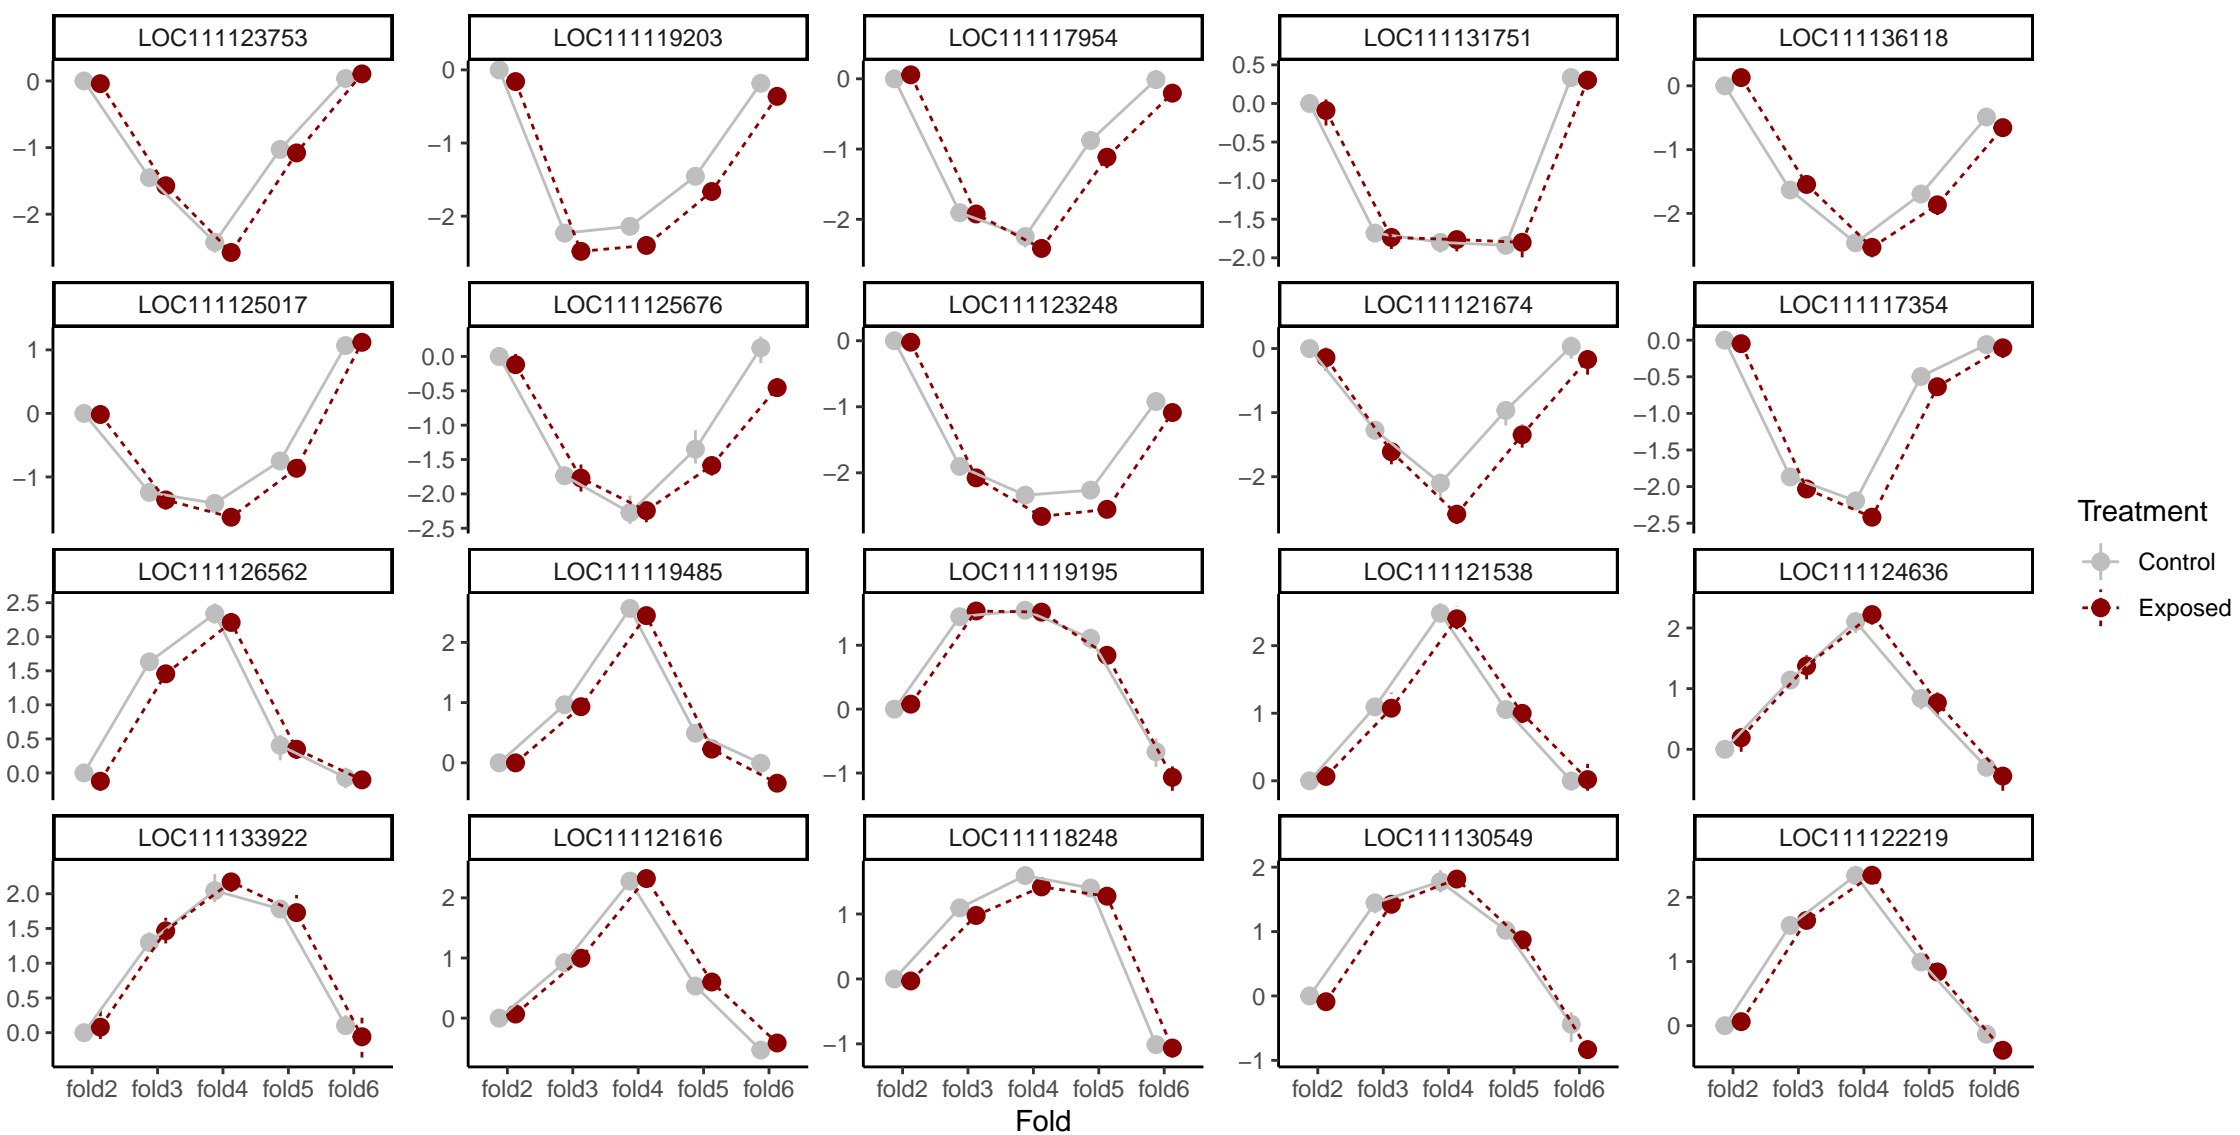 LOC111123753 LOC111119203 LOC111117954 LOC111131751 LOC111136118
0 −1 −2
0 −1 −2
0 −1 −2
0.5 0.0 −0.5 −1.0 −1.5 −2.0
0 −1 −2
LOC111125017 LOC111125676 LOC111123248 LOC111121674 LOC111117354
1 0 −1
0.0 −0.5 −1.0 −1.5 −2.0 −2.5
0 −1 −2
0 −1 −2
0.0 −0.5 −1.0 −1.5 −2.0 −2.5
LOC111126562 LOC111119485 LOC111119195 LOC111121538 LOC111124636
2.5 2.0 1.5 1.0 0.5 0.0
2 1 0
1 0 −1
2 1 0
2 1 0
LOC111133922 LOC111121616 LOC111118248 LOC111130549 LOC111122219
2.0 1.5 1.0 0.5 0.0
2 1 0
1 0 −1
2 1 0 −1
2 1 0
fold2 fold3 fold4 fold5 fold6
fold2 fold3 fold4 fold5 fold6
fold2 fold3 fold4 fold5 fold6
fold2 fold3 fold4 fold5 fold6
fold2 fold3 fold4 fold5 fold6
Fold
Treatment
Control
Exposed